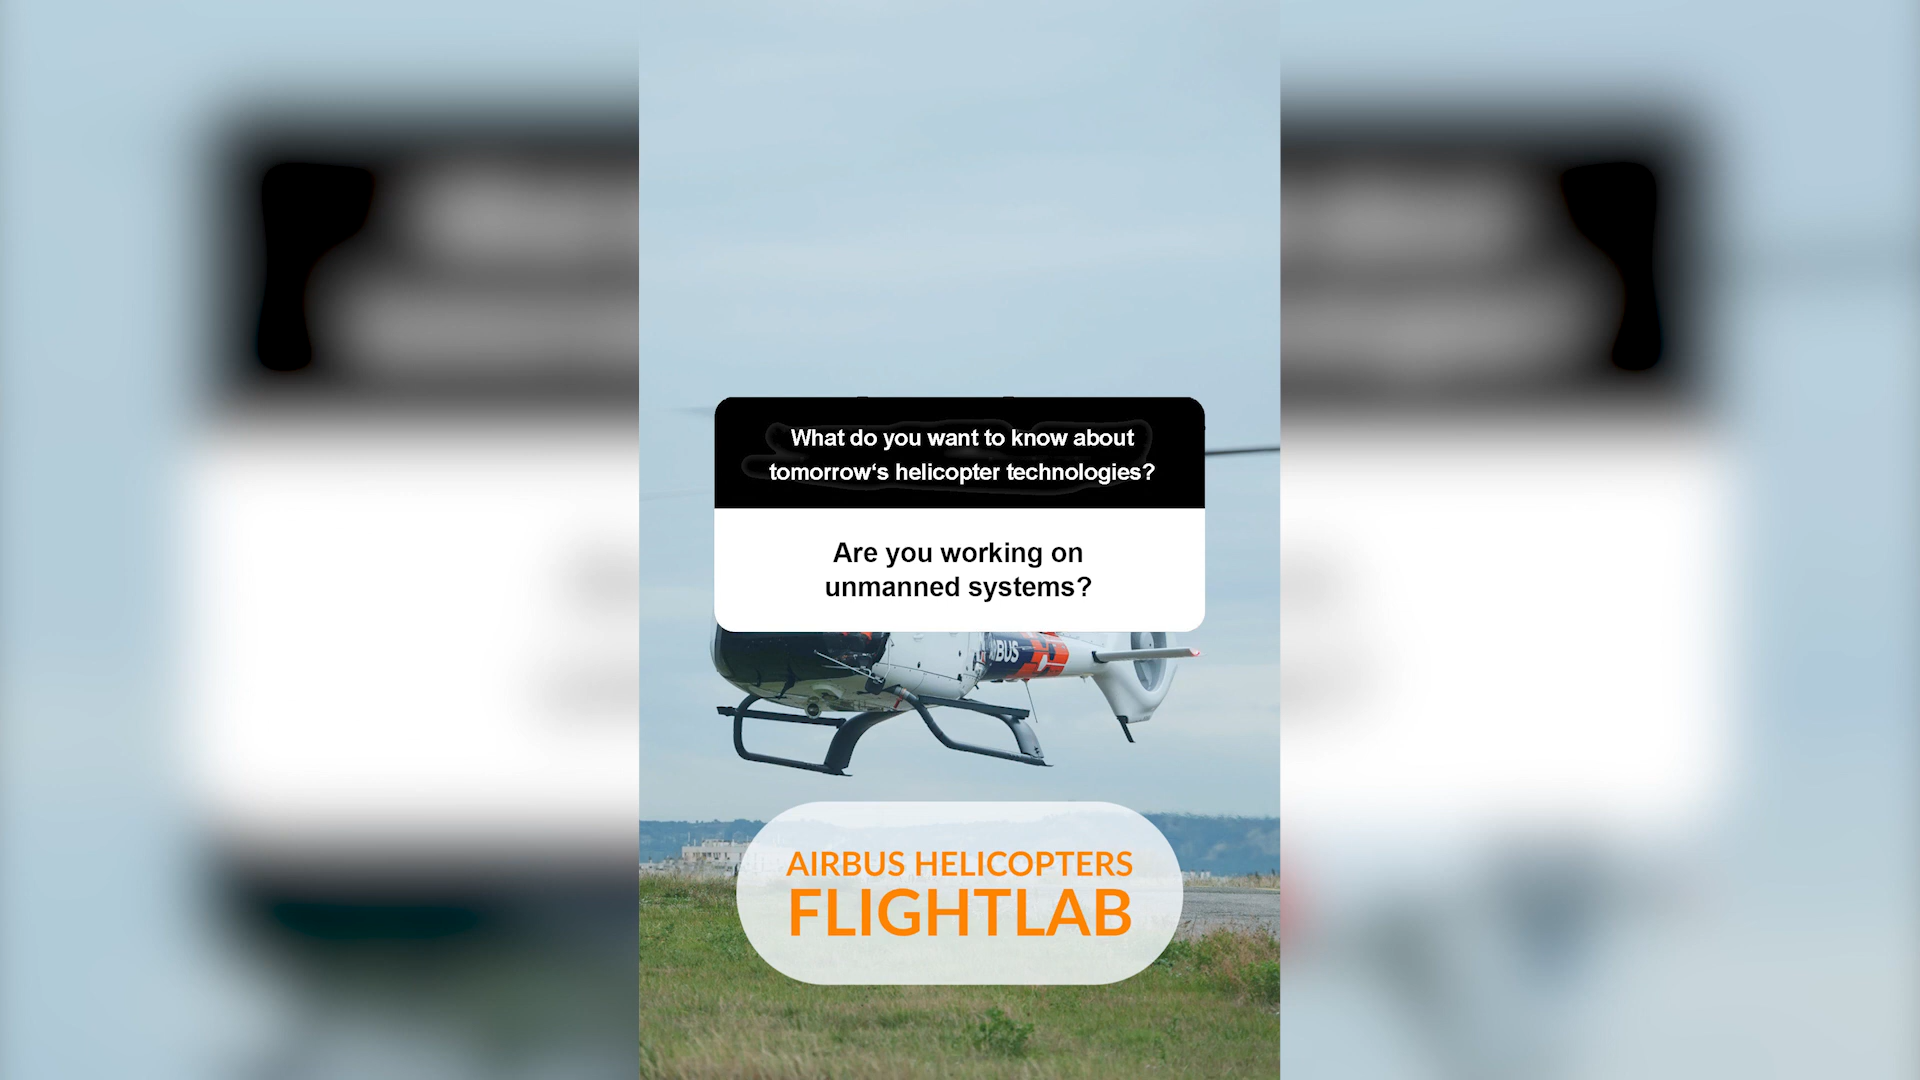 What do you want to know about
tomorrow‘s helicopter technologies?
Are you working on
unmanned systems?
BUS
AIRBUS HELICOPTERS
FLIGHTLAB